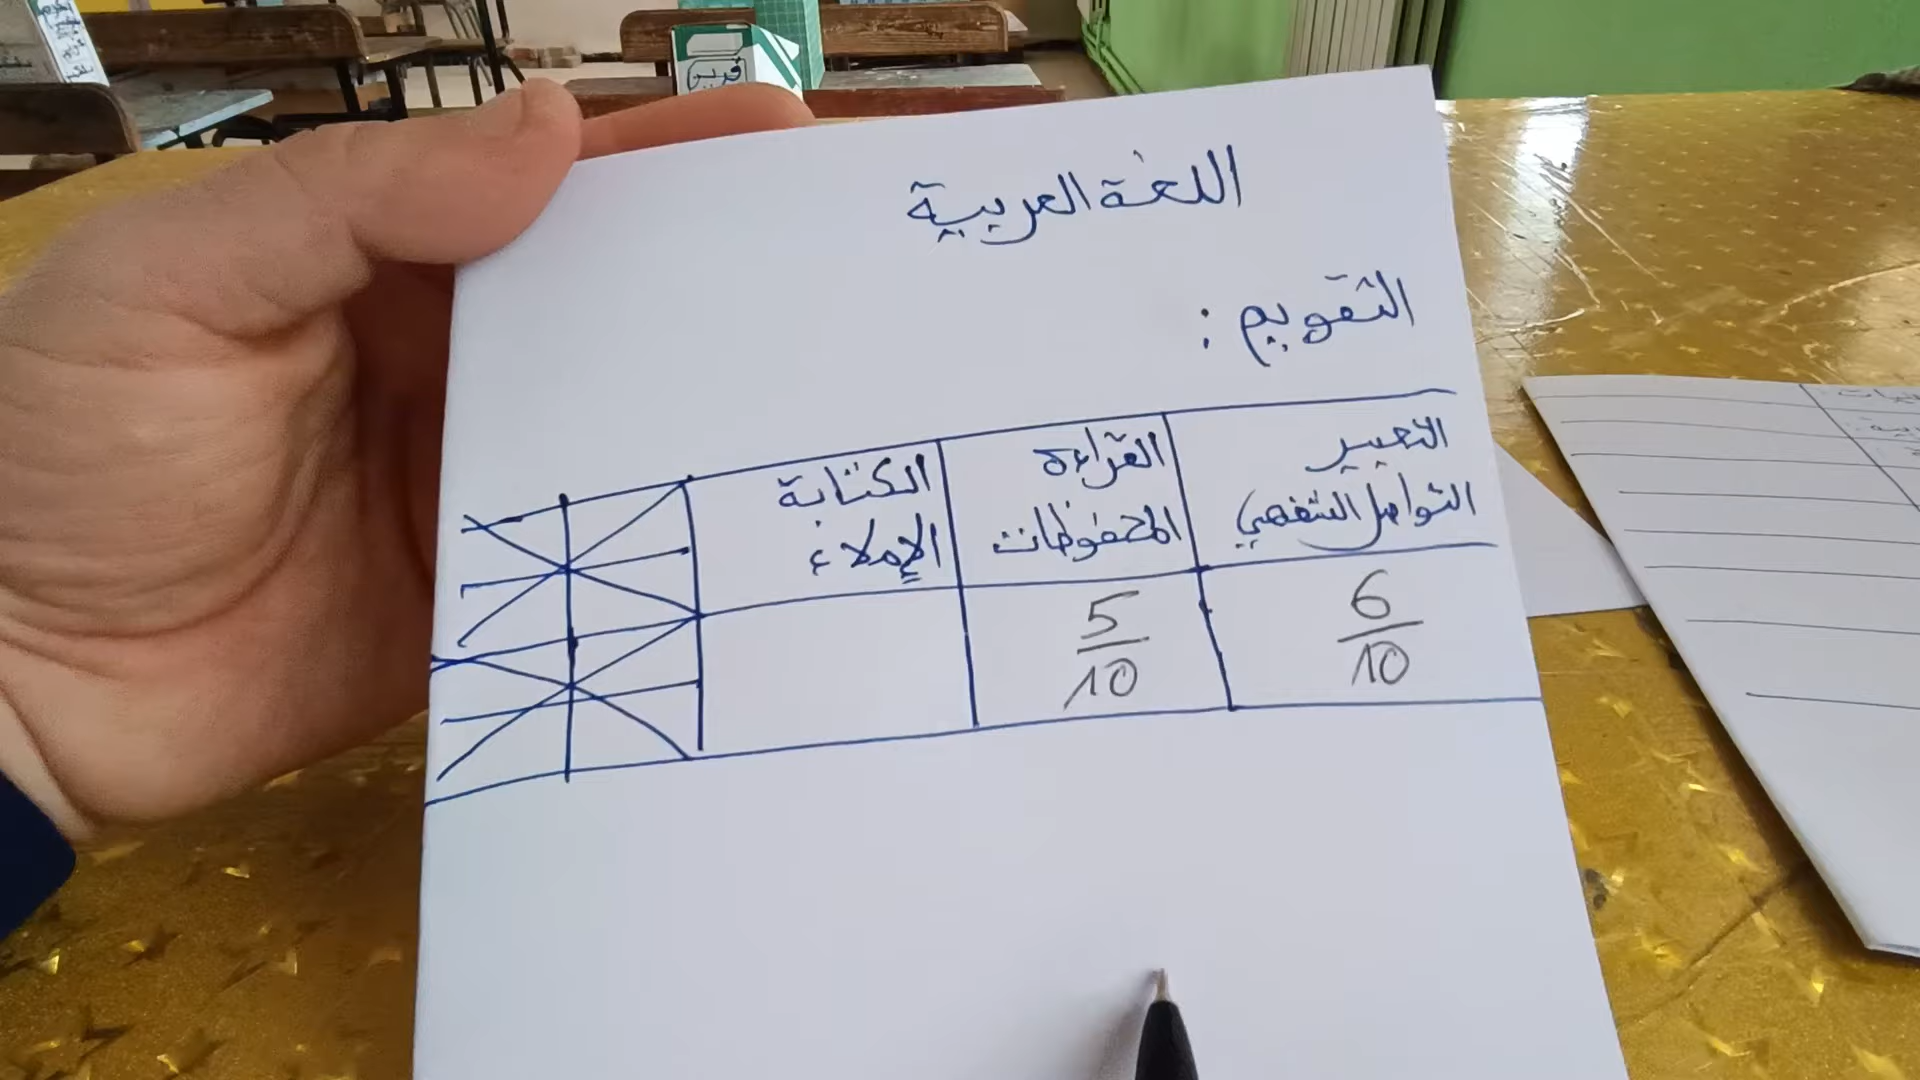 اللغة العربية
التقويم :
التعبير
التواصل الشفهي
القراءة
المحفوظات
الكتابة
الإملاء
6/10
5/10